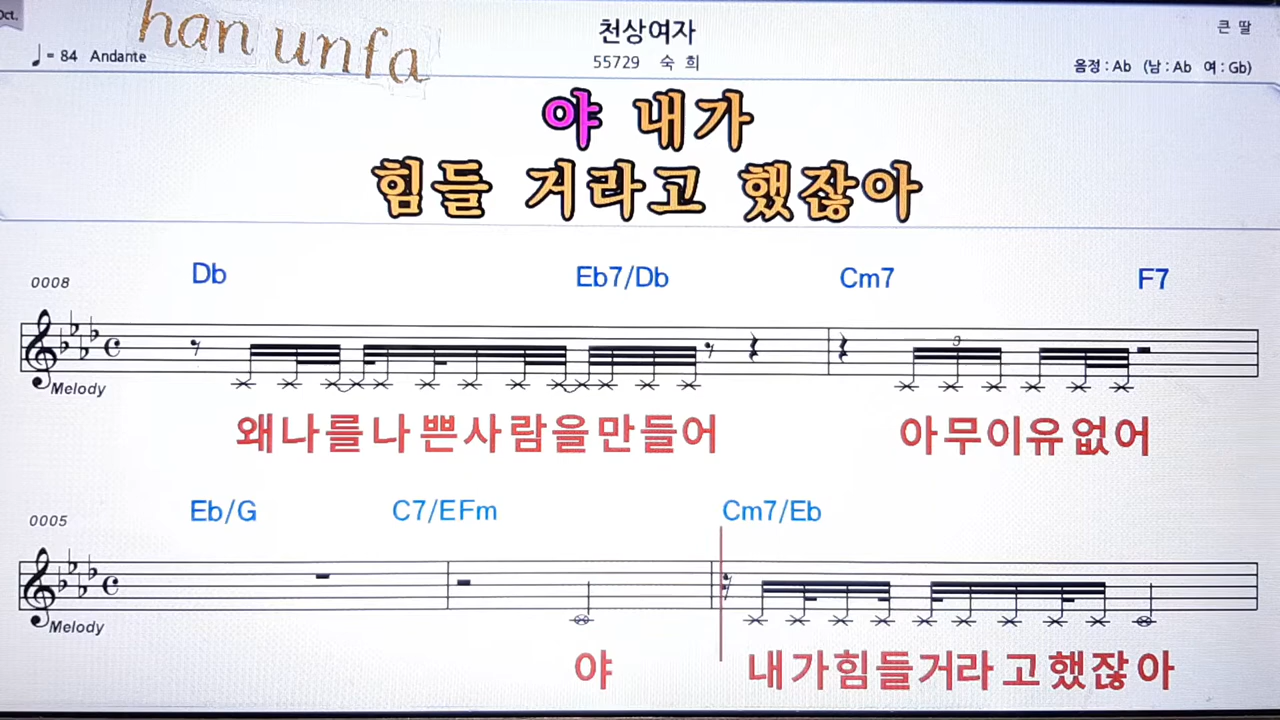 Oct.
han unfa
천상여자
큰 딸
♩= 84 Andante
55729 숙 희
음정 : Ab (남 : Ab 여 : Gb)
야 내가
힘들 거라고 했잖아
Db Eb7/Db Cm7 F7
0008
3
Melody
왜나를나쁜사람을만들어 아무이유없어
Eb/G C7/E Fm Cm7/Eb
0005
Melody
야 내가힘들거라고했잖아